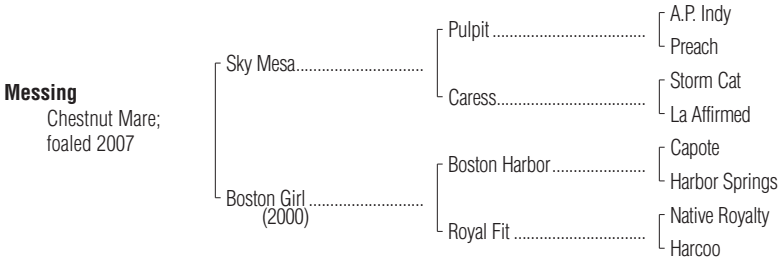 A.P. Indy
Pulpit ..................................
Preach
Sky Mesa............................
Storm Cat
Caress.................................
La Affirmed
Messing
Chestnut Mare;
foaled 2007
Capote
Boston Harbor .....................
Harbor Springs
Boston Girl .........................
(2000)
Native Royalty
Royal Fit .............................
Harcoo